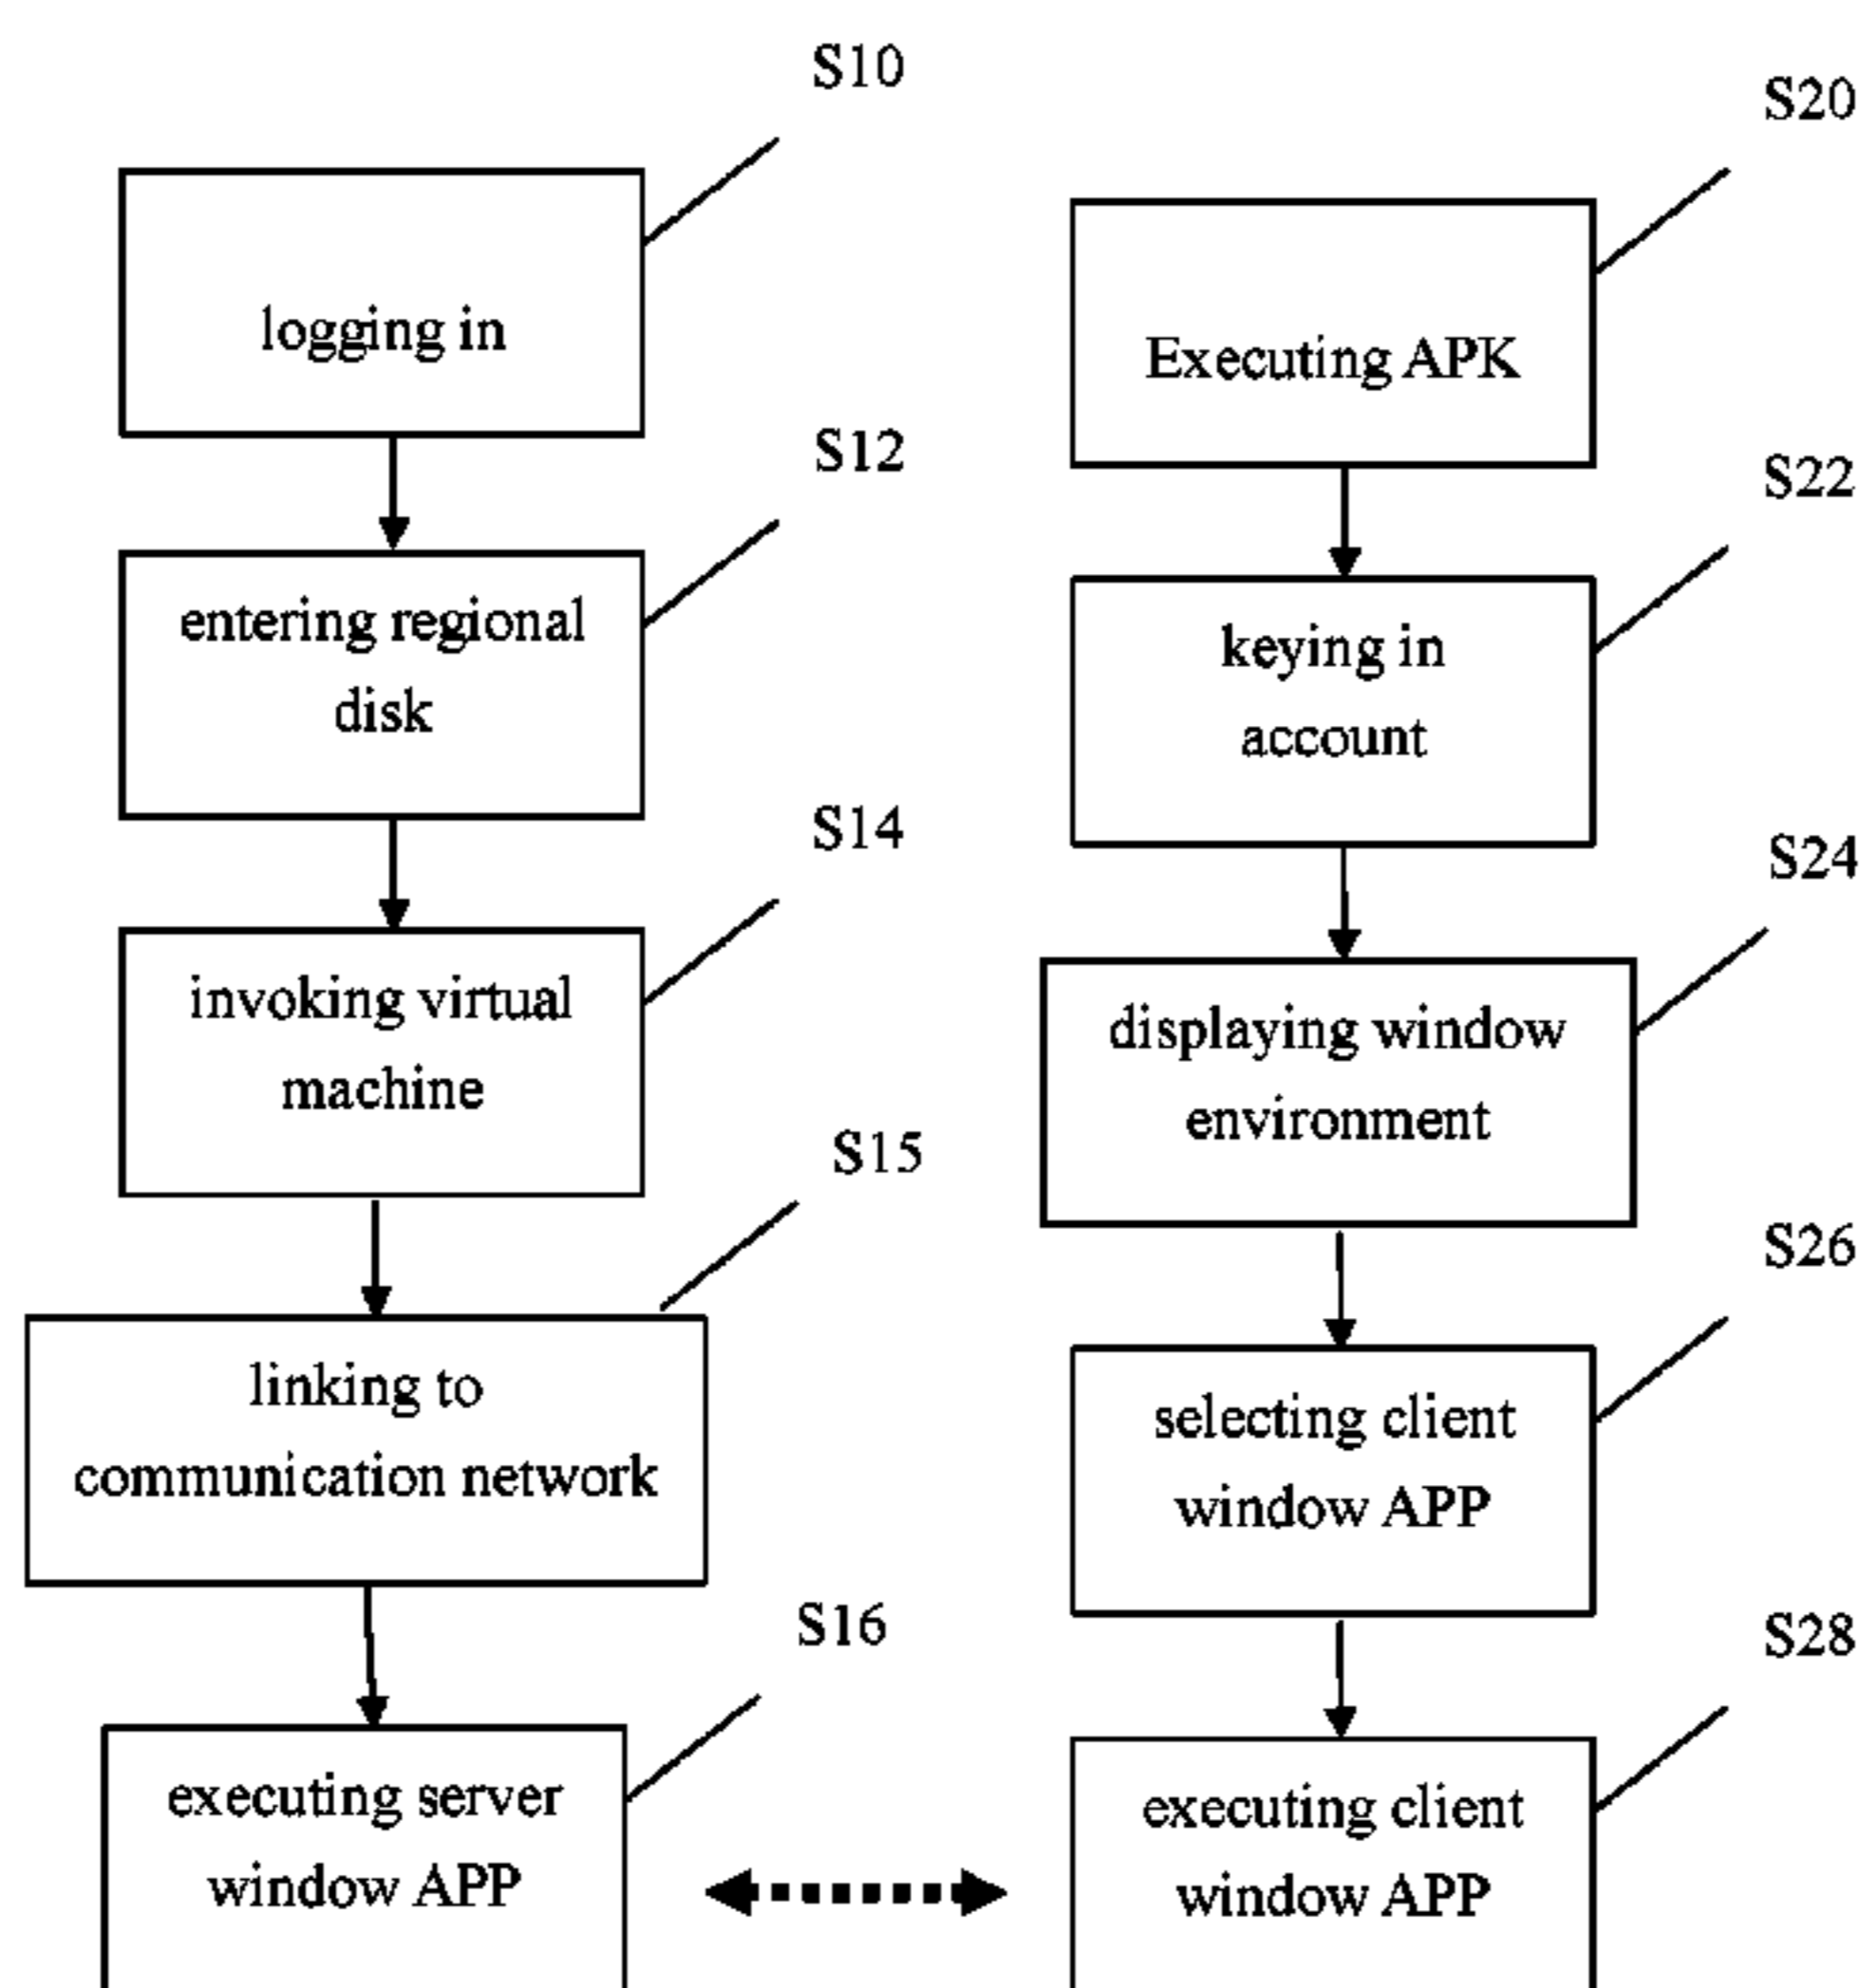 S10
logging in
S12
entering regional
disk
S14
invoking virtual
machine
S15
linking to
communication network
S16
executing server
window APP
S20
Executing APK
S22
keying in
account
S24
displaying window
environment
S26
selecting client
window APP
S28
executing client
window APP